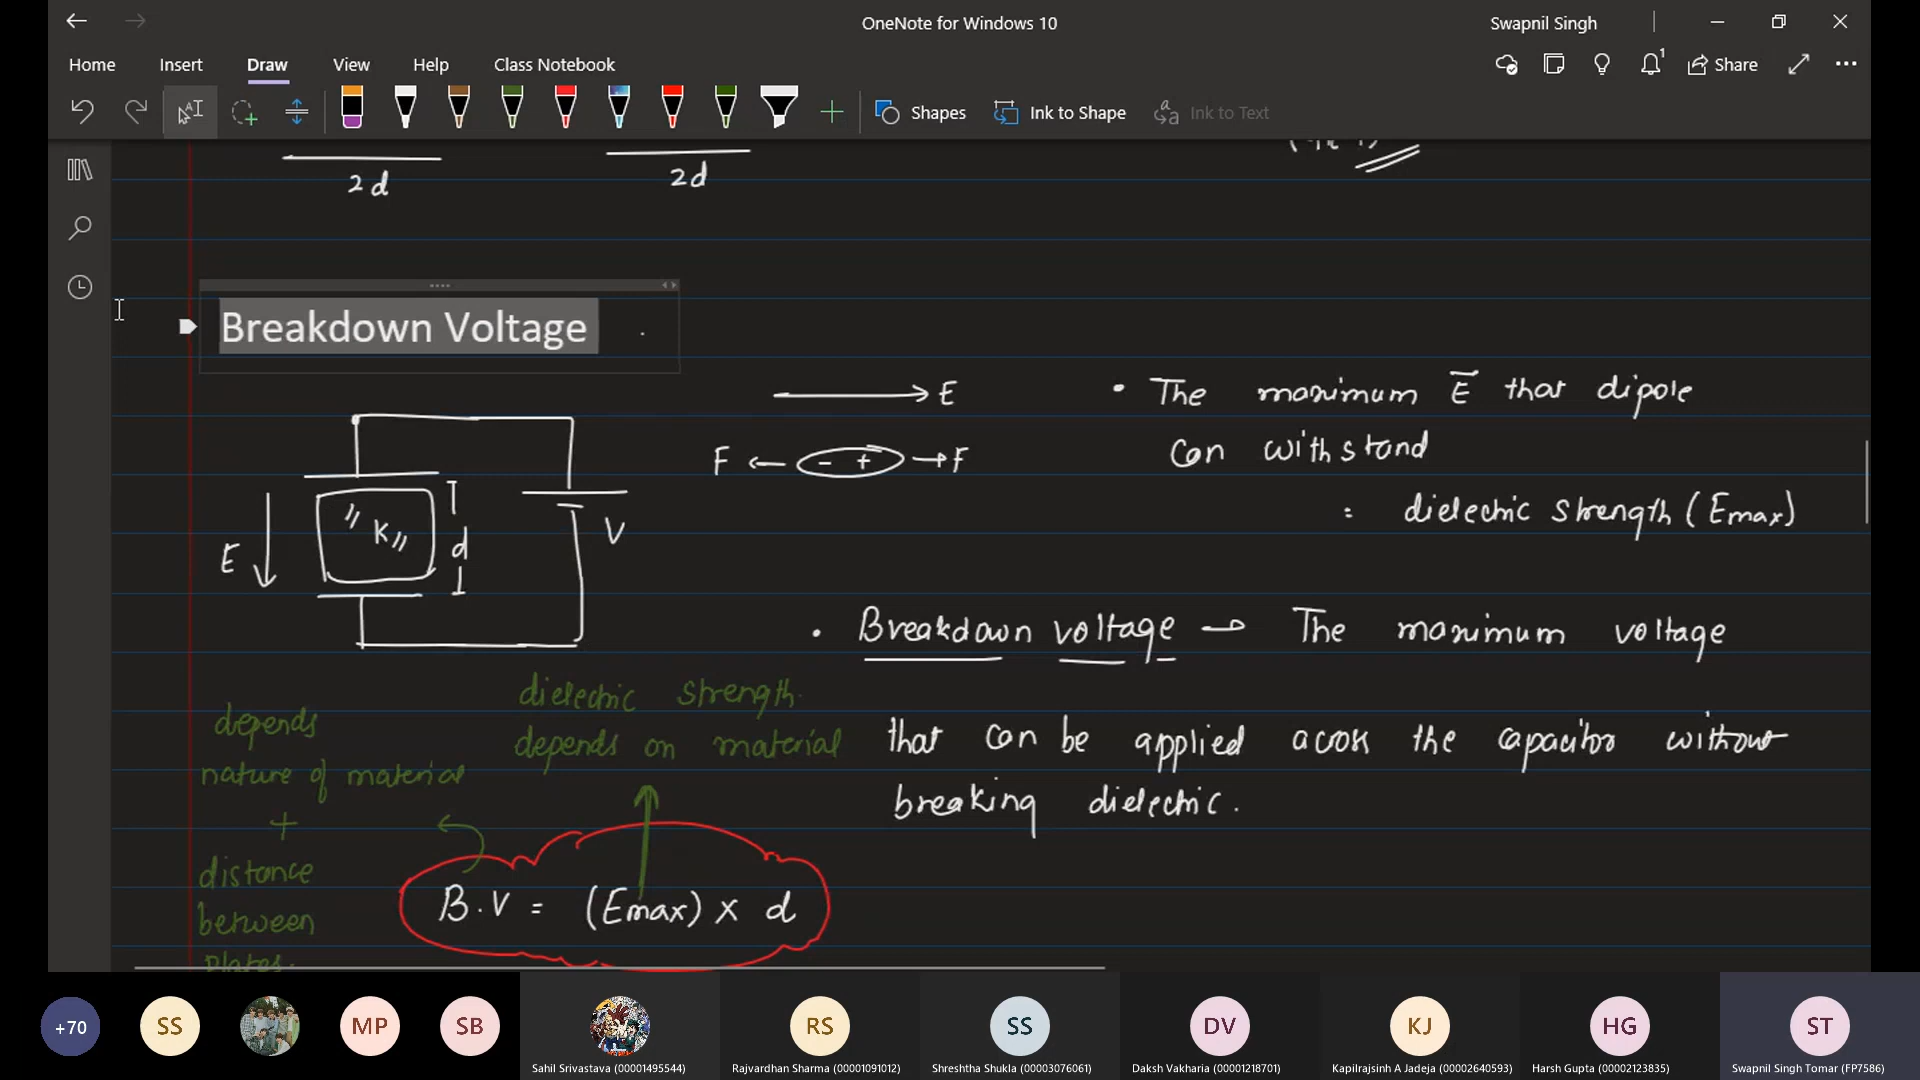 OneNote for Windows 10
Swapnil Singh
Home Insert Draw View Help Class Notebook
1 Share
Shapes Ink to Shape Ink to Text
2d 2d
Breakdown Voltage
E
F - + F
K
d
E
V
• The maximum E that dipole
can withstand
= dielectric strength (Emax)
• Breakdown voltage → The maximum voltage
that can be applied across the capacitor without
breaking dielectric.
dielectric strength
depends on material
depends
nature of material
+
distance
between
plates.
B.V = (Emax) x d
+70 SS MP SB RS SS DV KJ HG ST
Sahil Srivastava (00001495544) Rajvardhan Sharma (00001091012) Shreshtha Shukla (00003076061) Daksh Vakharia (00001218701) Kapilrajsinh A Jadeja (00002640593) Harsh Gupta (00002123835) Swapnil Singh Tomar (FP7586)